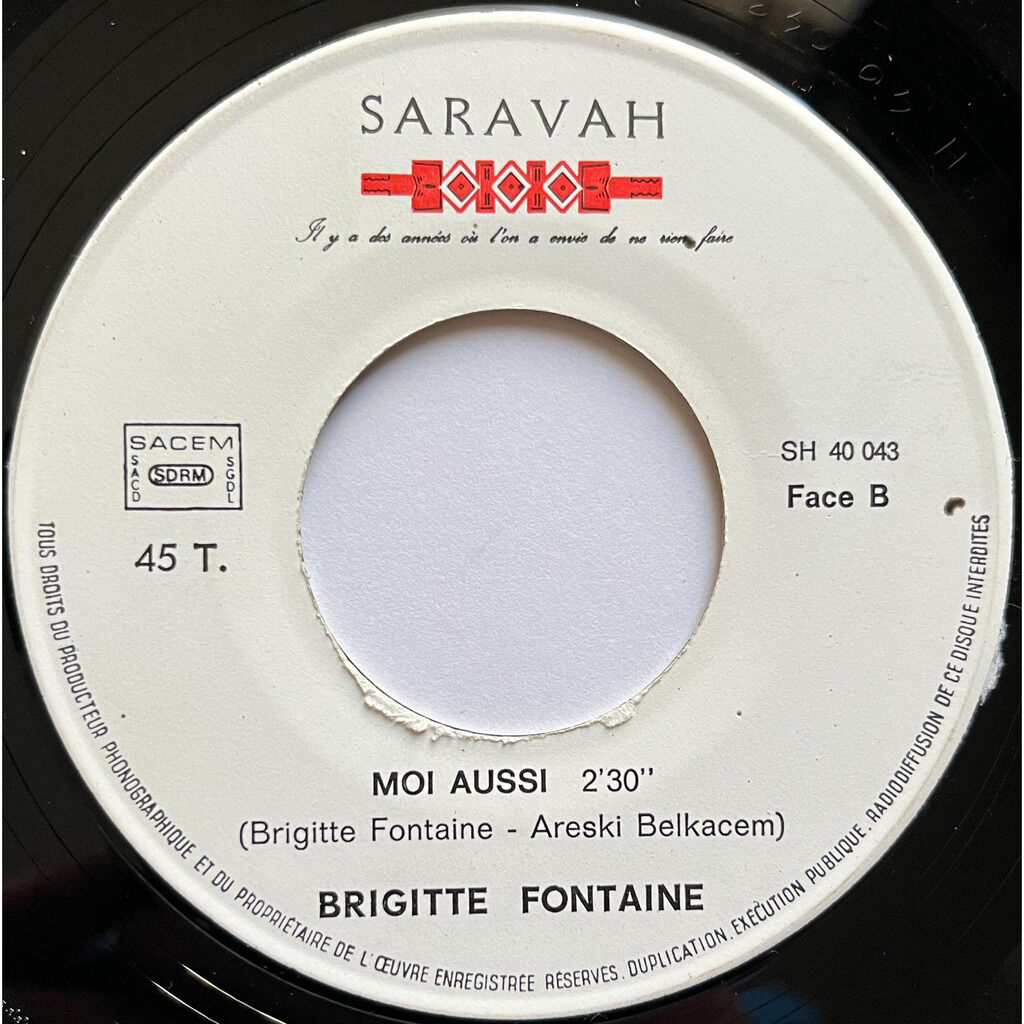 SARAVAH
Il y a des années où l'on a envie de ne rien faire
SACEM
SACD
SDRM
SGDL
45 T.
SH 40 043
Face B
MOI AUSSI 2'30''
(Brigitte Fontaine - Areski Belkacem)
BRIGITTE FONTAINE
TOUS DROITS DU PRODUCTEUR PHONOGRAPHIQUE ET DU PROPRIÉTAIRE DE L'ŒUVRE ENREGISTRÉE RÉSERVÉS. DUPLICATION. EXÉCUTION PUBLIQUE. RADIODIFFUSION DE CE DISQUE INTERDITES